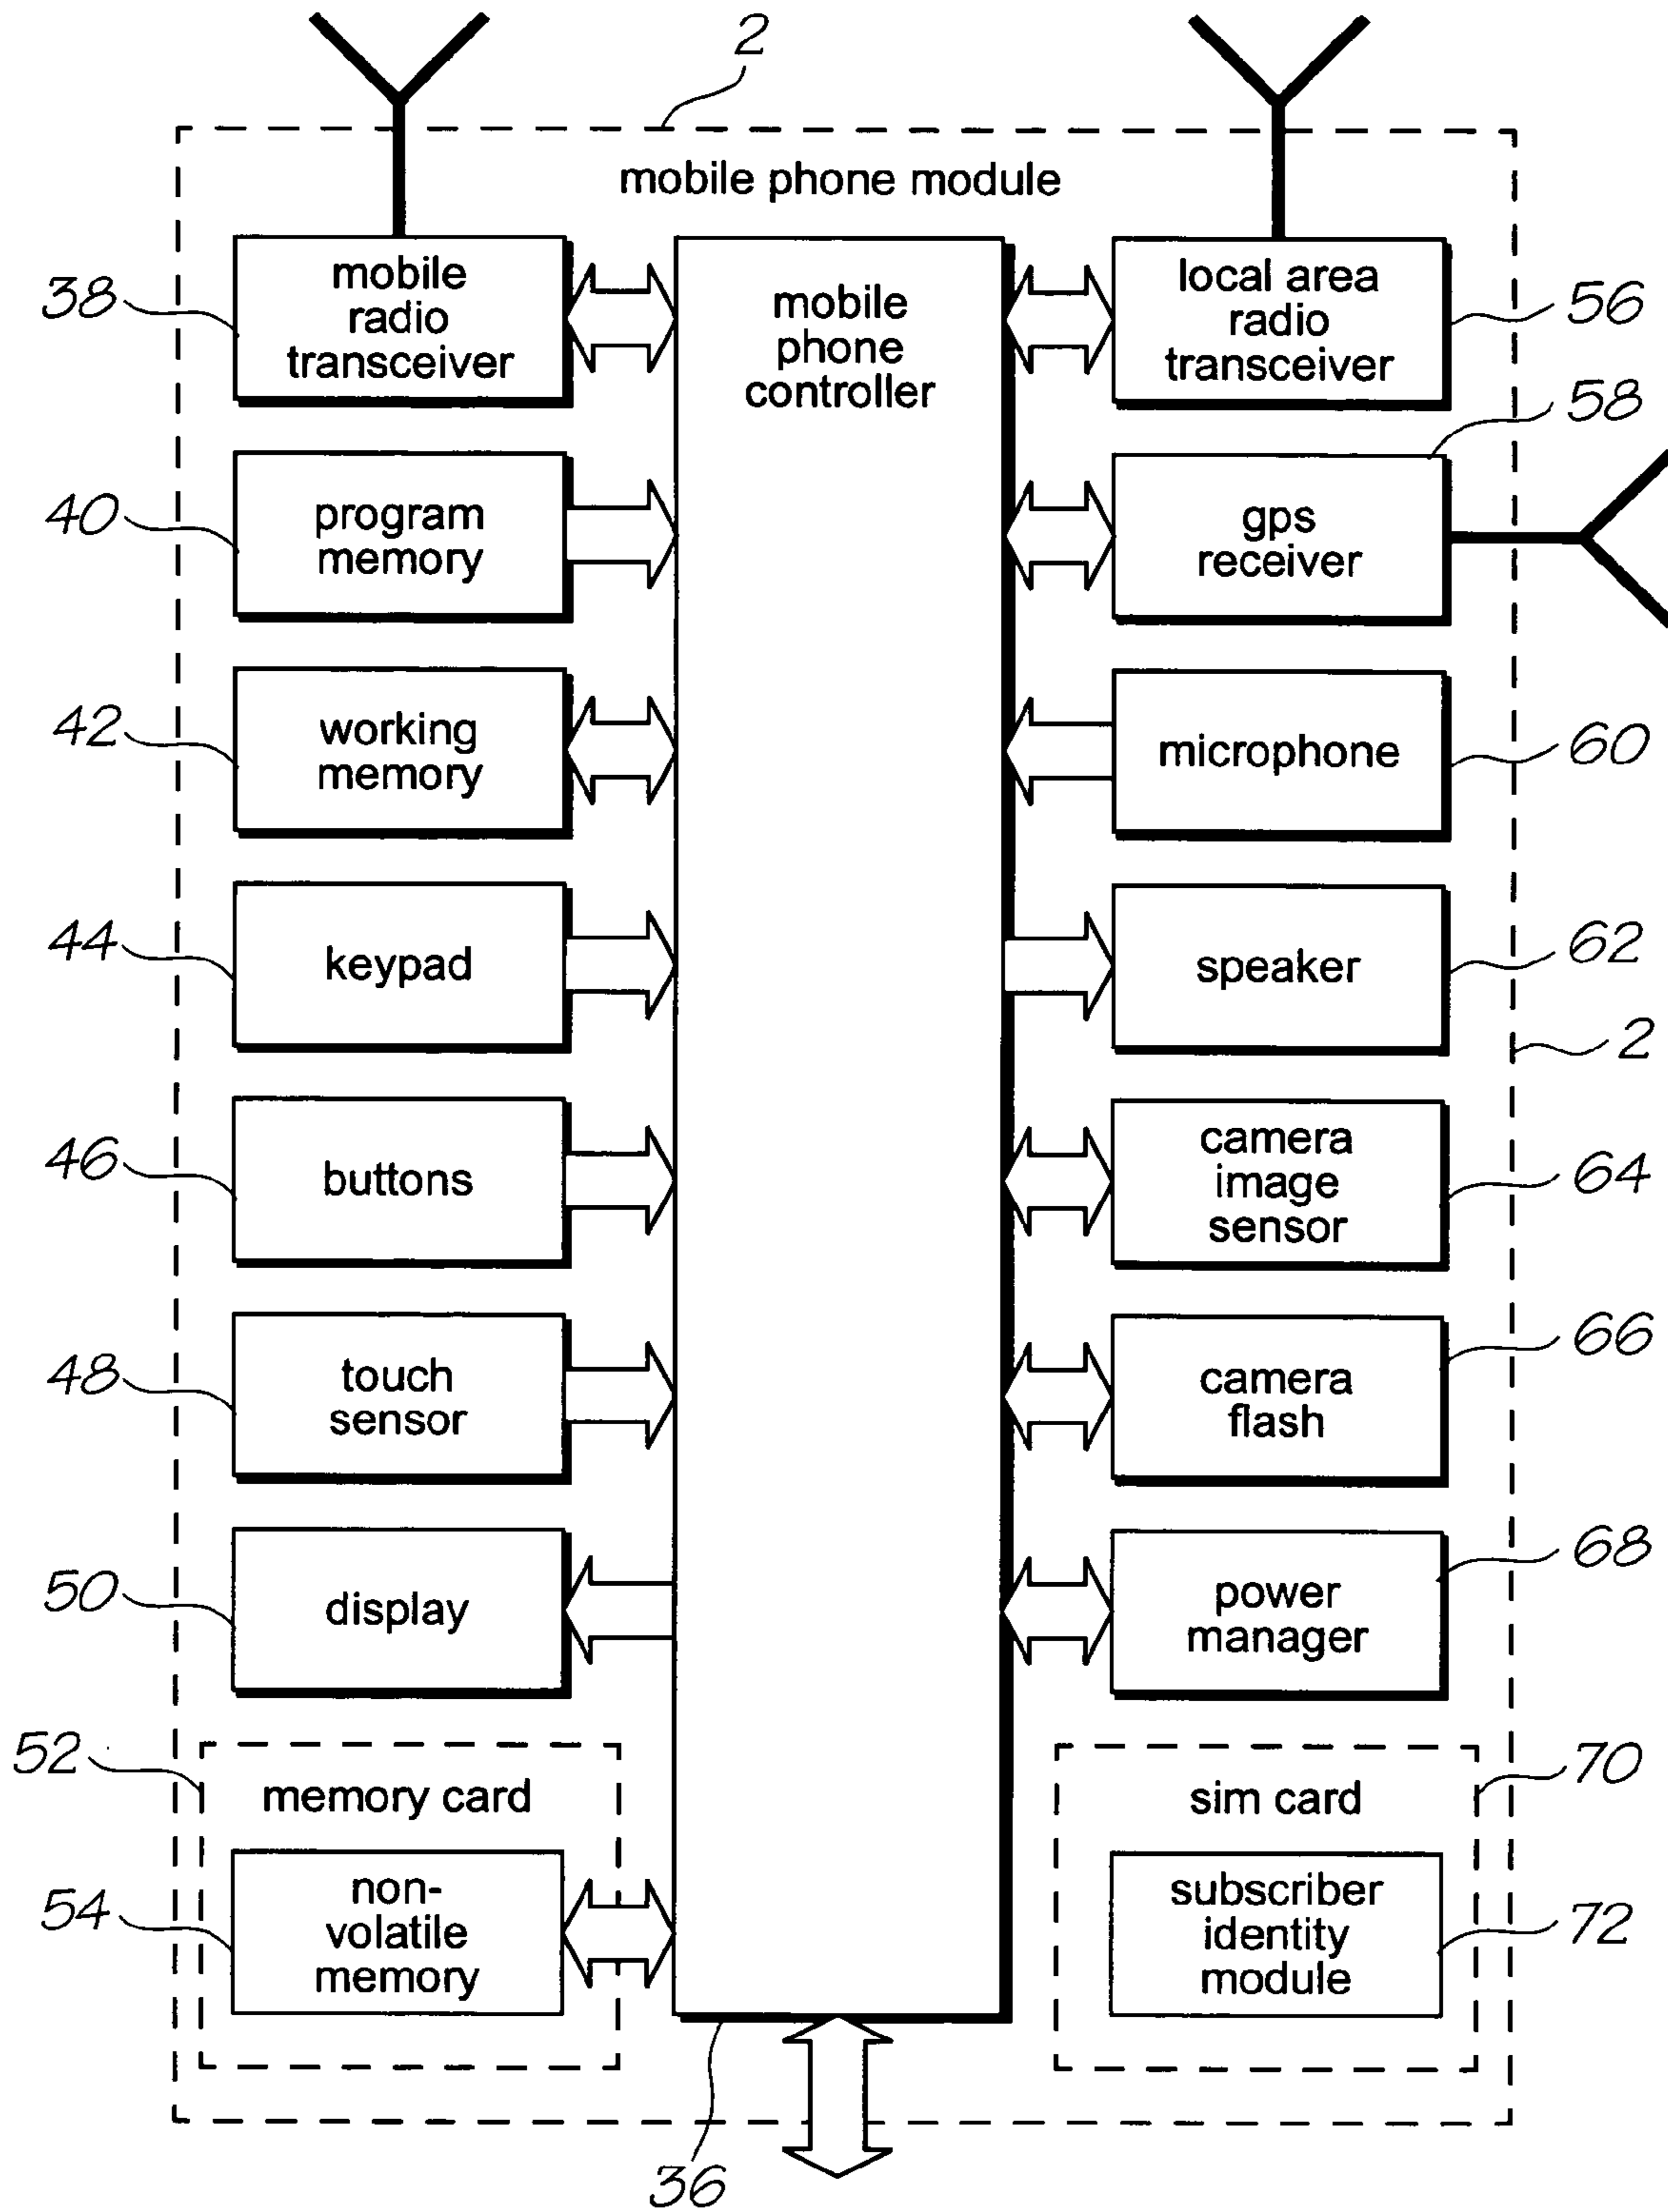 2
mobile phone module
38
mobile
radio
transceiver
mobile
phone
controller
local area
radio
transceiver
56
58
40
program
memory
gps
receiver
42
working
memory
microphone
60
44
keypad
speaker
62
2
46
buttons
camera
image
sensor
64
48
touch
sensor
camera
flash
66
50
display
power
manager
68
52
memory card
sim card
70
54
non-
volatile
memory
subscriber
identity
module
72
36